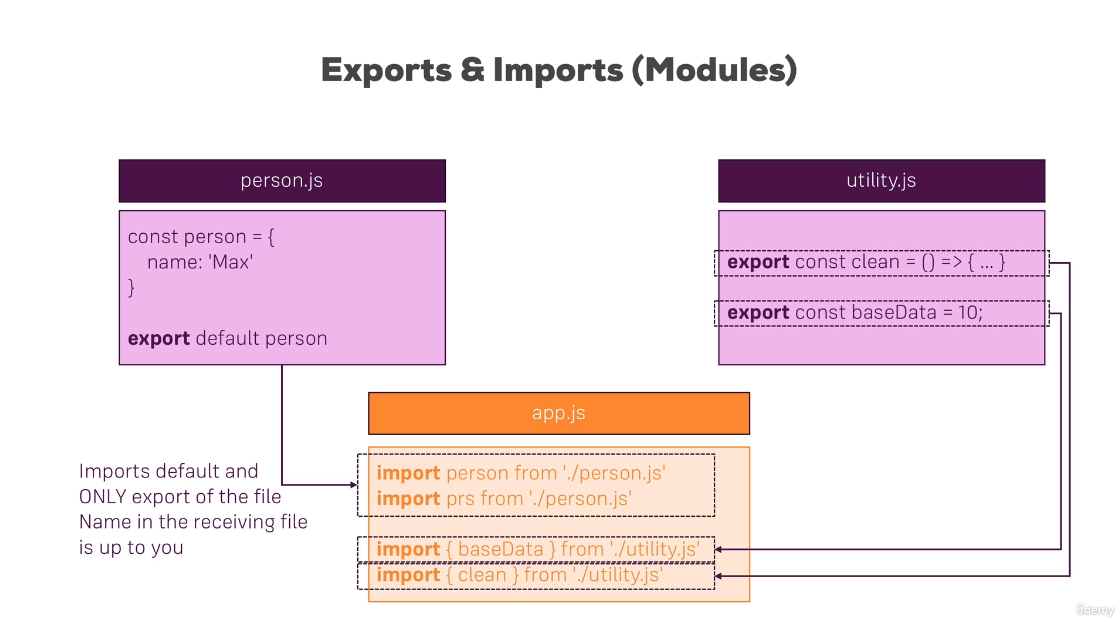 Exports & Imports (Modules)
person.js
const person = {
name: 'Max'
}
export default person
utility.js
export const clean = () => { ... }
export const baseData = 10;
app.js
import person from './person.js'
import prs from './person.js'
import { baseData } from './utility.js'
import { clean } from './utility.js'
Imports default and
ONLY export of the file
Name in the receiving file
is up to you
ûdemy